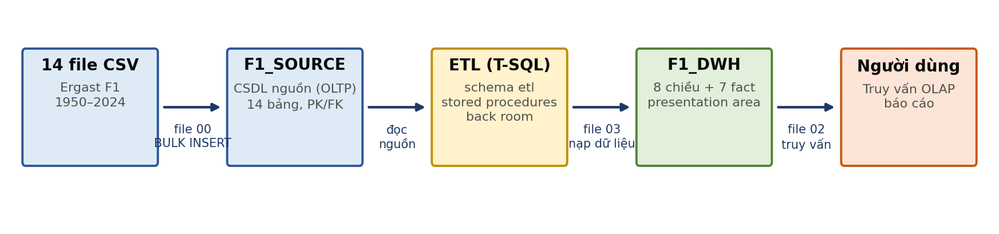 14 file CSV
Ergast F1
1950–2024
file 00
BULK INSERT
F1_SOURCE
CSDL nguồn (OLTP)
14 bảng, PK/FK
đọc
nguồn
ETL (T-SQL)
schema etl
stored procedures
back room
file 03
nạp dữ liệu
F1_DWH
8 chiều + 7 fact
presentation area
file 02
truy vấn
Người dùng
Truy vấn OLAP
báo cáo